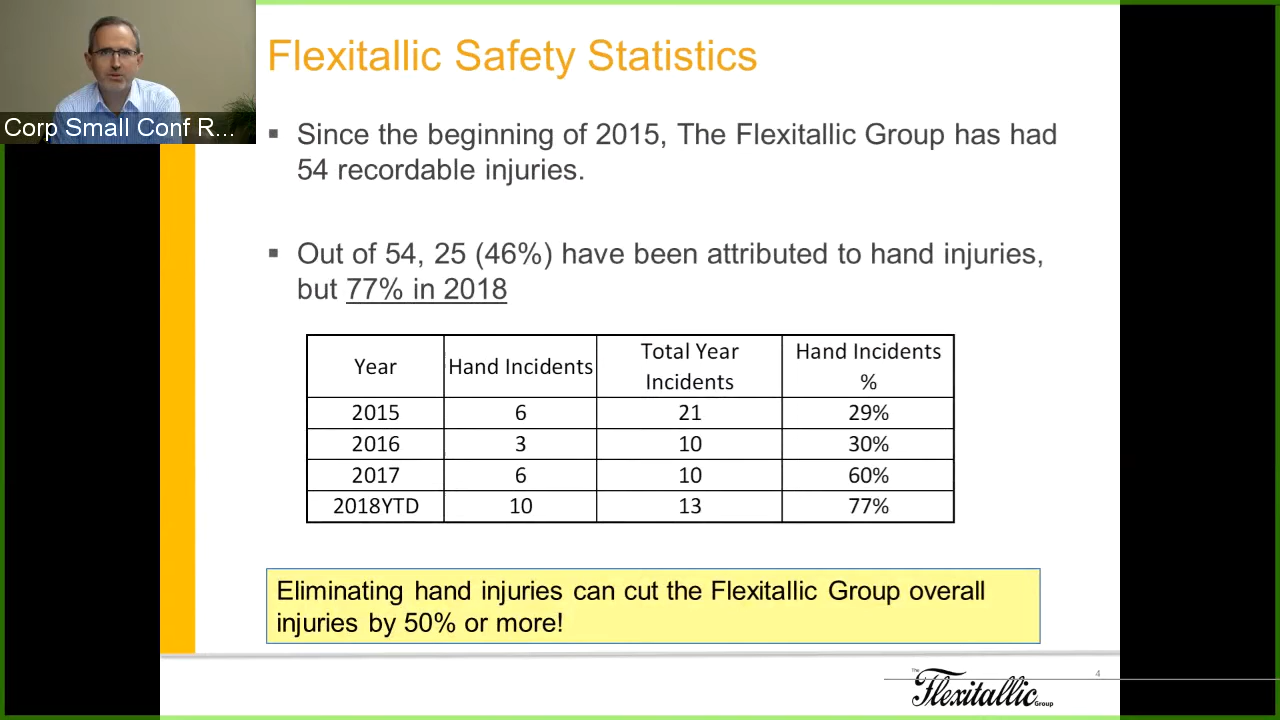 Flexitallic Safety Statistics
Corp Small Conf R...
▪ Since the beginning of 2015, The Flexitallic Group has had
54 recordable injuries.
▪ Out of 54, 25 (46%) have been attributed to hand injuries,
but 77% in 2018
Year Hand Incidents Total Year Incidents Hand Incidents %
2015 6 21 29%
2016 3 10 30%
2017 6 10 60%
2018YTD 10 13 77%
Eliminating hand injuries can cut the Flexitallic Group overall
injuries by 50% or more!
4
The Flexitallic Group